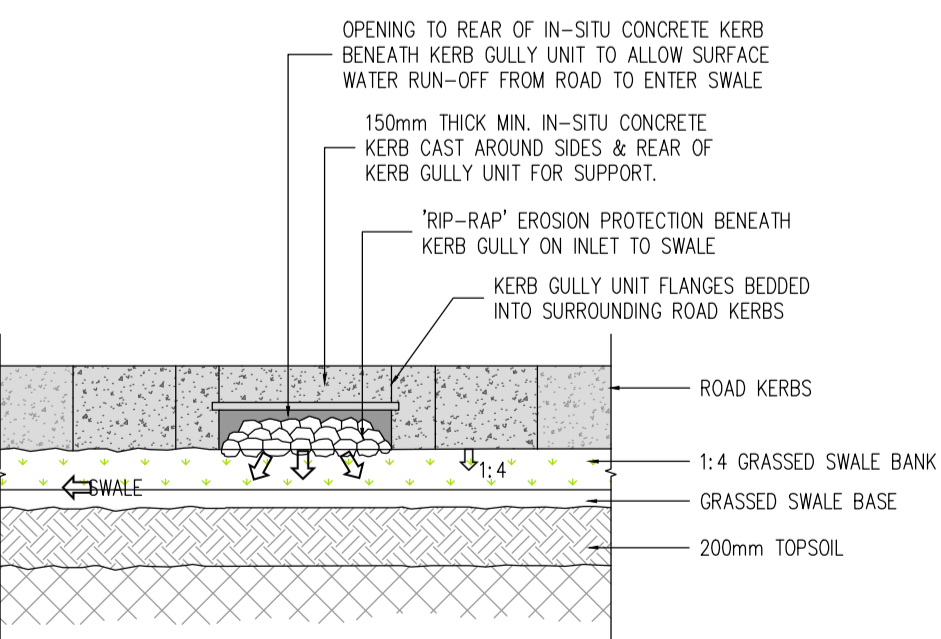 OPENING TO REAR OF IN-SITU CONCRETE KERB
BENEATH KERB GULLY UNIT TO ALLOW SURFACE
WATER RUN-OFF FROM ROAD TO ENTER SWALE
150mm THICK MIN. IN-SITU CONCRETE
KERB CAST AROUND SIDES & REAR OF
KERB GULLY UNIT FOR SUPPORT.
'RIP-RAP' EROSION PROTECTION BENEATH
KERB GULLY ON INLET TO SWALE
KERB GULLY UNIT FLANGES BEDDED
INTO SURROUNDING ROAD KERBS
ROAD KERBS
1:4 GRASSED SWALE BANK
1:4
SWALE
GRASSED SWALE BASE
200mm TOPSOIL